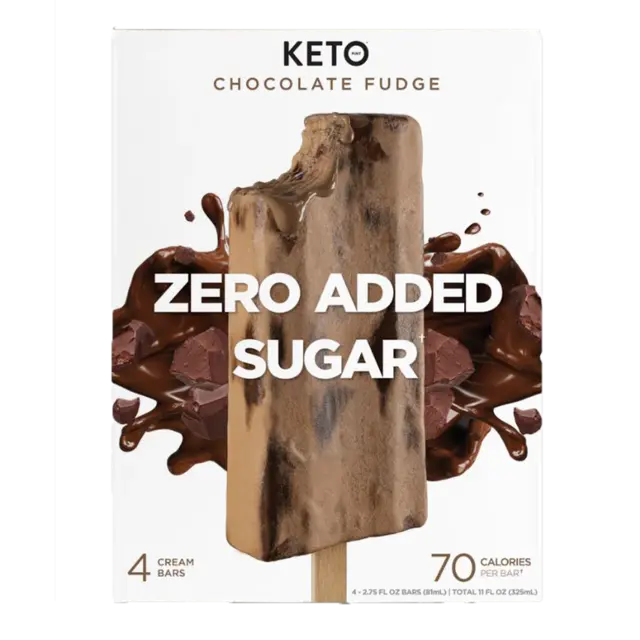 KETO
CHOCOLATE FUDGE
ZERO ADDED
SUGAR†
4 CREAM
BARS
70 CALORIES
PER BAR†
4 - 2.75 FL OZ BARS (81mL) | TOTAL 11 FL OZ (325mL)